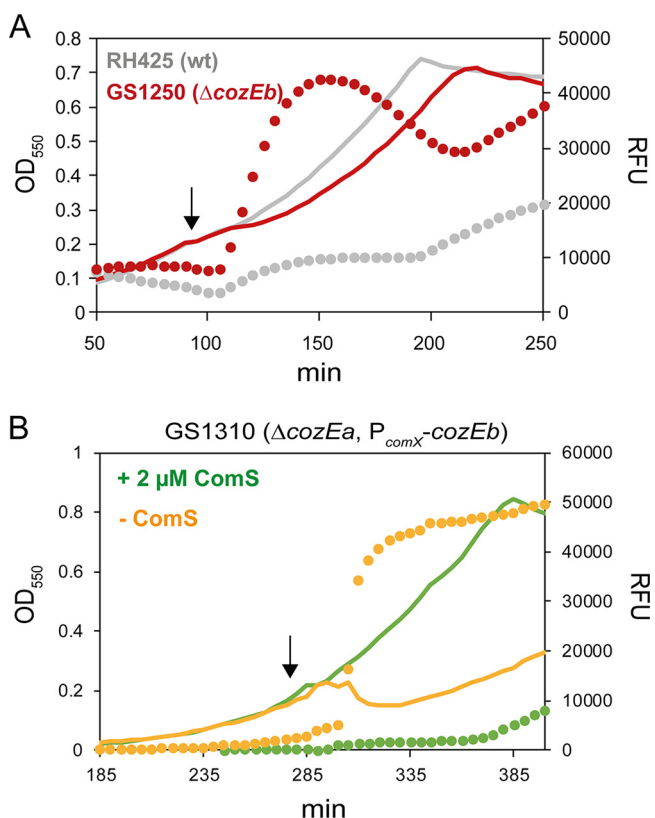 A
RH425 (wt)
GS1250 (ΔcozEb)
OD550
0.8
0.7
0.6
0.5
0.4
0.3
0.2
0.1
0
50000
40000
30000
20000
10000
0
RFU
50 100 150 200 250
min
B
GS1310 (ΔcozEa, PcomX-cozEb)
+ 2 µM ComS
- ComS
OD550
1
0.8
0.6
0.4
0.2
0
60000
50000
40000
30000
20000
10000
0
RFU
185 235 285 335 385
min